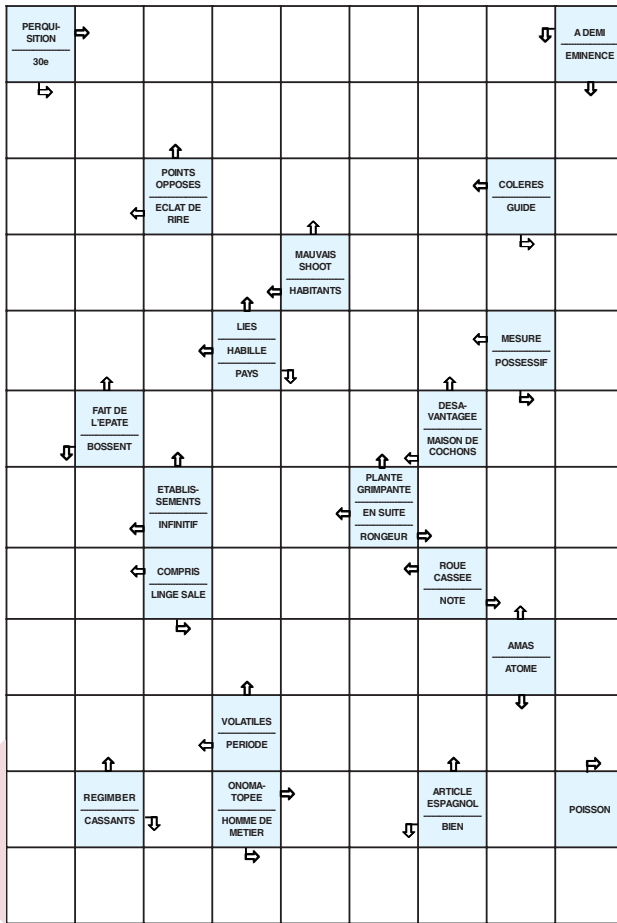 PERQUI-
SITION
30e
A DEMI
EMINENCE
POINTS
OPPOSES
ECLAT DE
RIRE
COLERES
GUIDE
MAUVAIS
SHOOT
HABITANTS
LIES
HABILLE
PAYS
MESURE
POSSESSIF
FAIT DE
L'EPATE
BOSSENT
DESA-
VANTAGEE
MAISON DE
COCHONS
ETABLIS-
SEMENTS
INFINITIF
PLANTE
GRIMPANTE
EN SUITE
RONGEUR
COMPRIS
LINGE SALE
ROUE
CASSEE
NOTE
AMAS
ATOME
VOLATILES
PERIODE
REGIMBER
CASSANTS
ONOMA-
TOPEE
HOMME DE
METIER
ARTICLE
ESPAGNOL
BIEN
POISSON